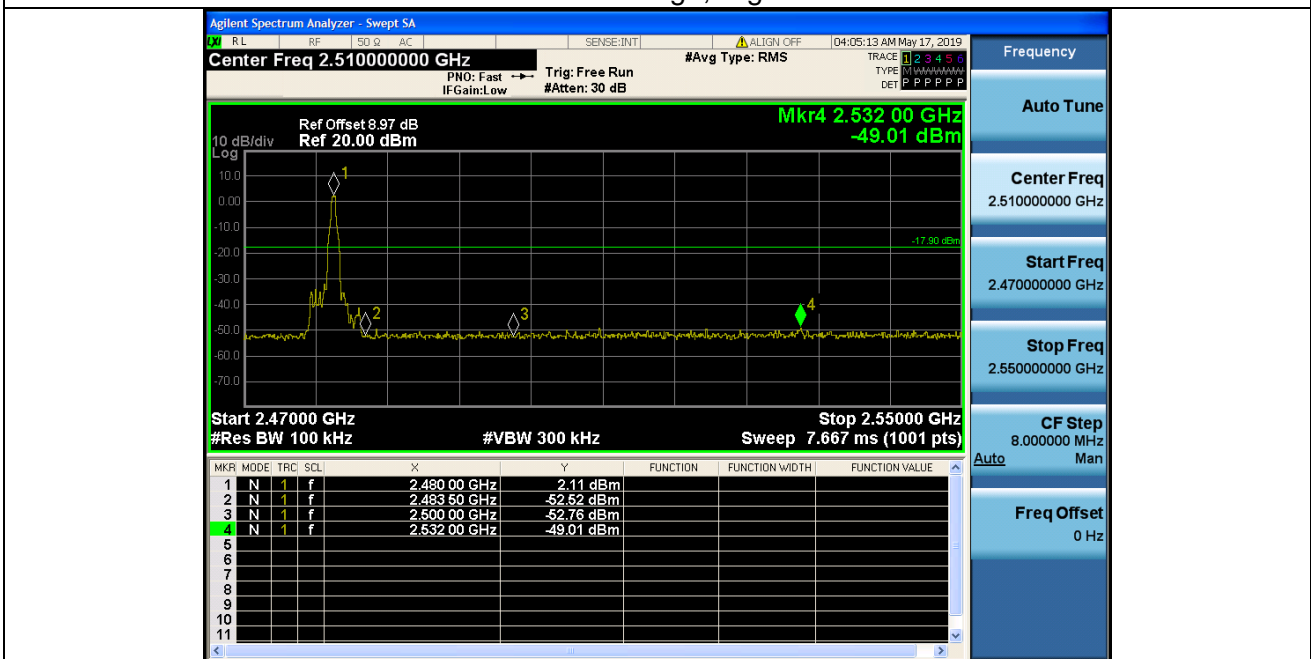 Agilent Spectrum Analyzer - Swept SA
LXI RL RF 50 Ω AC SENSE:INT ALIGN OFF 04:05:13 AM May 17, 2019
Center Freq 2.510000000 GHz #Avg Type: RMS TRACE 1 2 3 4 5 6
PNO: Fast Trig: Free Run TYPE M WWWWW
IFGain:Low #Atten: 30 dB DET P P P P P P
Mkr4 2.532 00 GHz
-49.01 dBm
Ref Offset 8.97 dB
10 dB/div Ref 20.00 dBm
Log
10.0
0.00
-10.0
-17.90 dBm
-20.0
-30.0
-40.0
-50.0
-60.0
-70.0
1
2
3
4
Start 2.47000 GHz Stop 2.55000 GHz
#Res BW 100 kHz #VBW 300 kHz Sweep 7.667 ms (1001 pts)
MKR MODE TRC SCL X Y FUNCTION FUNCTION WIDTH FUNCTION VALUE
1 N 1 f 2.480 00 GHz 2.11 dBm
2 N 1 f 2.483 50 GHz -52.52 dBm
3 N 1 f 2.500 00 GHz -52.76 dBm
4 N 1 f 2.532 00 GHz -49.01 dBm
5
6
7
8
9
10
11
Frequency
Auto Tune
Center Freq
2.510000000 GHz
Start Freq
2.470000000 GHz
Stop Freq
2.550000000 GHz
CF Step
8.000000 MHz
Auto Man
Freq Offset
0 Hz